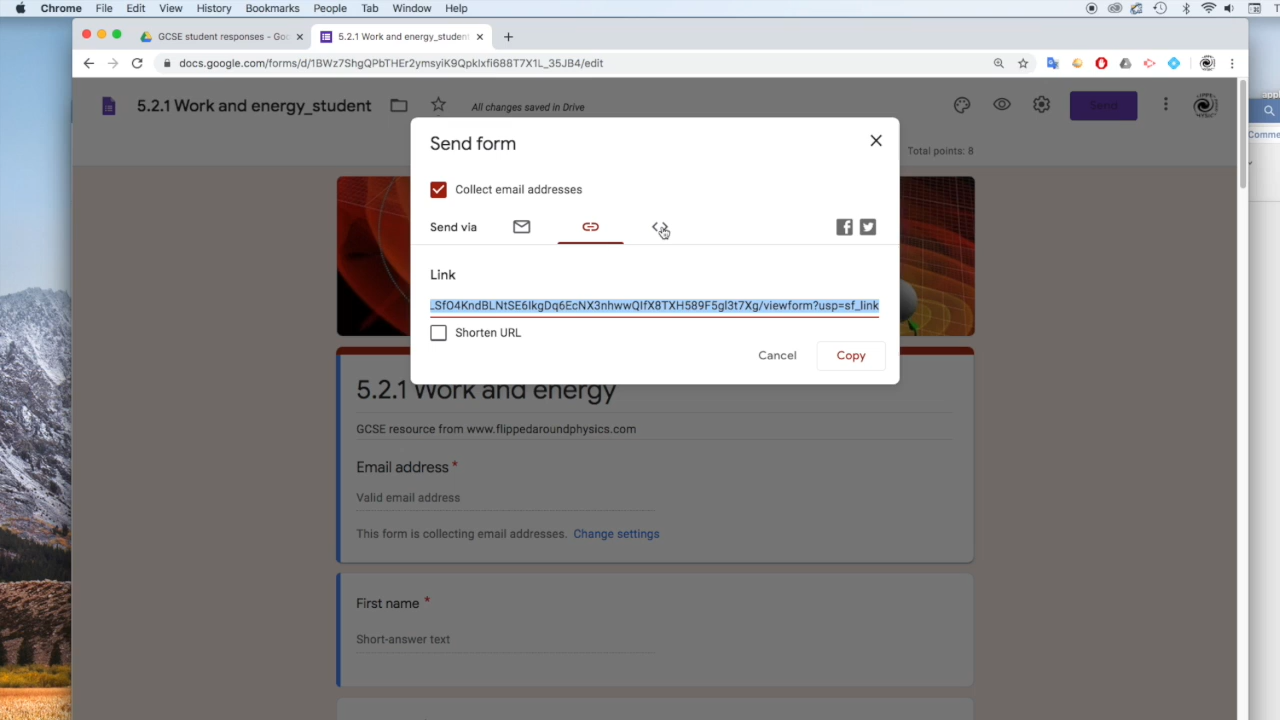 Chrome File Edit View History Bookmarks People Tab Window Help
GCSE student responses - Goo
5.2.1 Work and energy_student
docs.google.com/forms/d/1BWz7ShgQPbTHEr2ymsyiK9Qpklxfi688T7X1L_35JB4/edit
5.2.1 Work and energy_student
All changes saved in Drive
Send
Total points: 8
Send form
Collect email addresses
Send via
Link
.SfO4KndBLNtSE6IkgDq6EcNX3nhwwQIfX8TXH589F5gl3t7Xg/viewform?usp=sf_link
Shorten URL
Cancel
Copy
5.2.1 Work and energy
GCSE resource from www.flippedaroundphysics.com
Email address *
Valid email address
This form is collecting email addresses. Change settings
First name *
Short-answer text
Comme